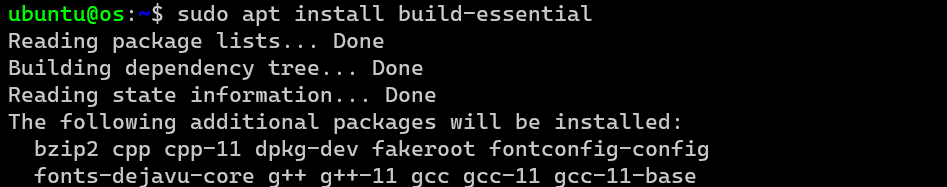 ubuntu@os:~$ sudo apt install build-essential
Reading package lists... Done
Building dependency tree... Done
Reading state information... Done
The following additional packages will be installed:
  bzip2 cpp cpp-11 dpkg-dev fakeroot fontconfig-config
  fonts-dejavu-core g++ g++-11 gcc gcc-11 gcc-11-base